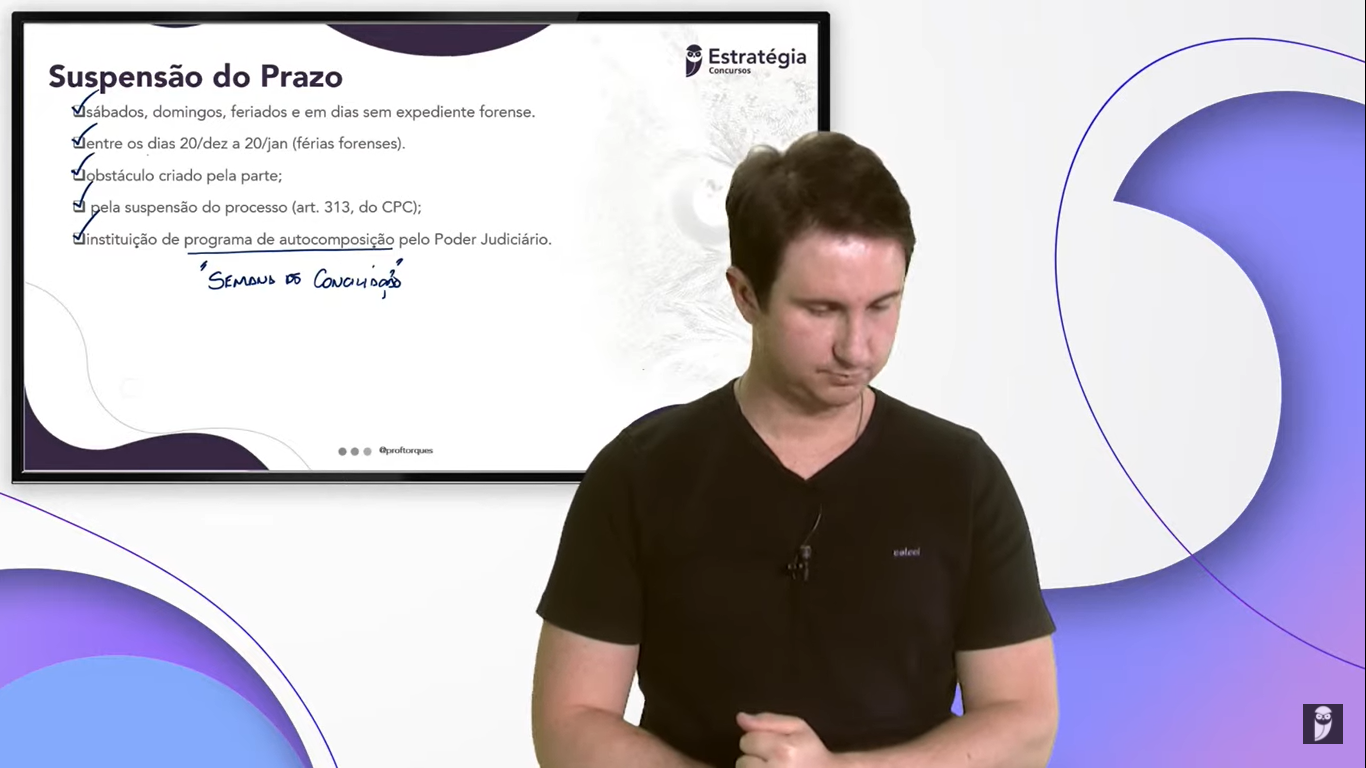 Estratégia
Concursos
Suspensão do Prazo
sábados, domingos, feriados e em dias sem expediente forense.
entre os dias 20/dez a 20/jan (férias forenses).
obstáculo criado pela parte;
pela suspensão do processo (art. 313, do CPC);
instituição de programa de autocomposição pelo Poder Judiciário.
"SEMANA DE CONCILIAÇÃO"
@proftorques